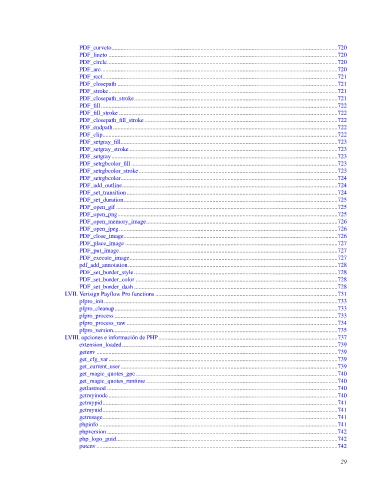 PDF_curveto 720
PDF_lineto 720
PDF_circle 720
PDF_arc 720
PDF_rect 721
PDF_closepath 721
PDF_stroke 721
PDF_closepath_stroke 721
PDF_fill 722
PDF_fill_stroke 722
PDF_closepath_fill_stroke 722
PDF_endpath 722
PDF_clip 722
PDF_setgray_fill 723
PDF_setgray_stroke 723
PDF_setgray 723
PDF_setrgbcolor_fill 723
PDF_setrgbcolor_stroke 723
PDF_setrgbcolor 724
PDF_add_outline 724
PDF_set_transition 724
PDF_set_duration 725
PDF_open_gif 725
PDF_open_png 725
PDF_open_memory_image 726
PDF_open_jpeg 726
PDF_close_image 726
PDF_place_image 727
PDF_put_image 727
PDF_execute_image 727
pdf_add_annotation 728
PDF_set_border_style 728
PDF_set_border_color 728
PDF_set_border_dash 728
LVII. Verisign Payflow Pro functions 731
pfpro_init 733
pfpro_cleanup 733
pfpro_process 733
pfpro_process_raw 734
pfpro_version 735
LVIII. opciones e información de PHP 737
extension_loaded 739
getenv 739
get_cfg_var 739
get_current_user 739
get_magic_quotes_gpc 740
get_magic_quotes_runtime 740
getlastmod 740
getmyinode 740
getmypid 741
getmyuid 741
getrusage 741
phpinfo 741
phpversion 742
php_logo_guid 742
putenv 742
29